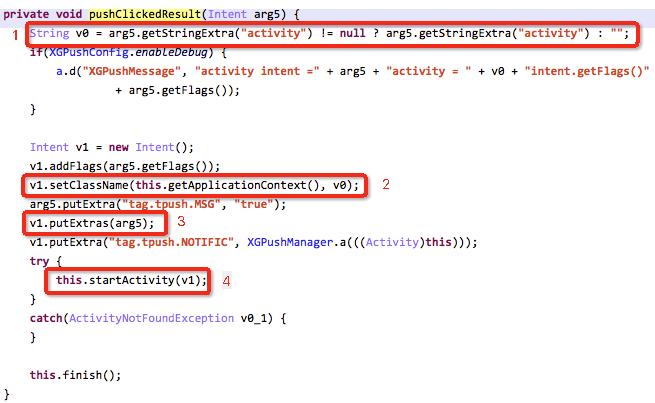 private void pushClickedResult(Intent arg5) {
1 String v0 = arg5.getStringExtra("activity") != null ? arg5.getStringExtra("activity") : "";
if(XGPushConfig.enableDebug) {
a.d("XGPushMessage", "activity intent =" + arg5 + "activity = " + v0 + "intent.getFlags()"
+ arg5.getFlags());
}
Intent v1 = new Intent();
v1.addFlags(arg5.getFlags());
v1.setClassName(this.getApplicationContext(), v0); 2
arg5.putExtra("tag.tpush.MSG", "true");
v1.putExtras(arg5); 3
v1.putExtra("tag.tpush.NOTIFIC", XGPushManager.a(((Activity)this)));
try {
this.startActivity(v1); 4
}
catch(ActivityNotFoundException v0_1) {
}
this.finish();
}